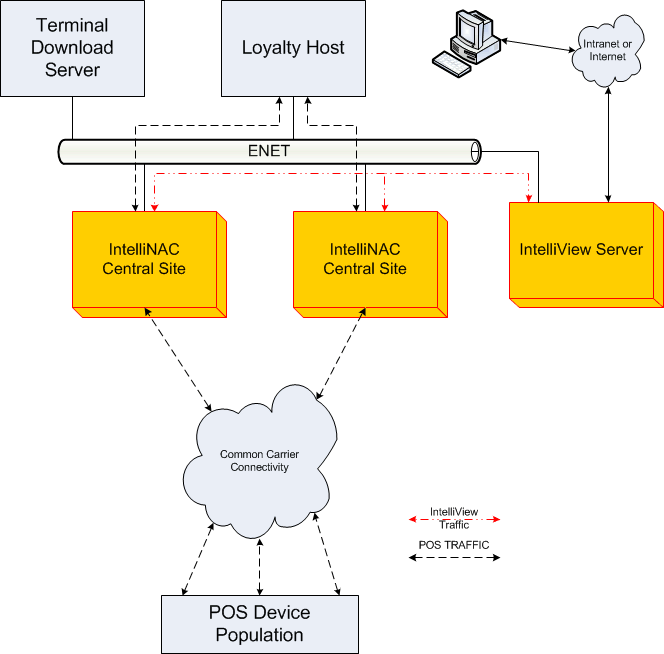 Terminal
Download
Server
Loyalty Host
Intranet or
Internet
ENET
IntelliNAC
Central Site
IntelliNAC
Central Site
IntelliView Server
Common Carrier
Connectivity
IntelliView
Traffic
POS TRAFFIC
POS Device
Population